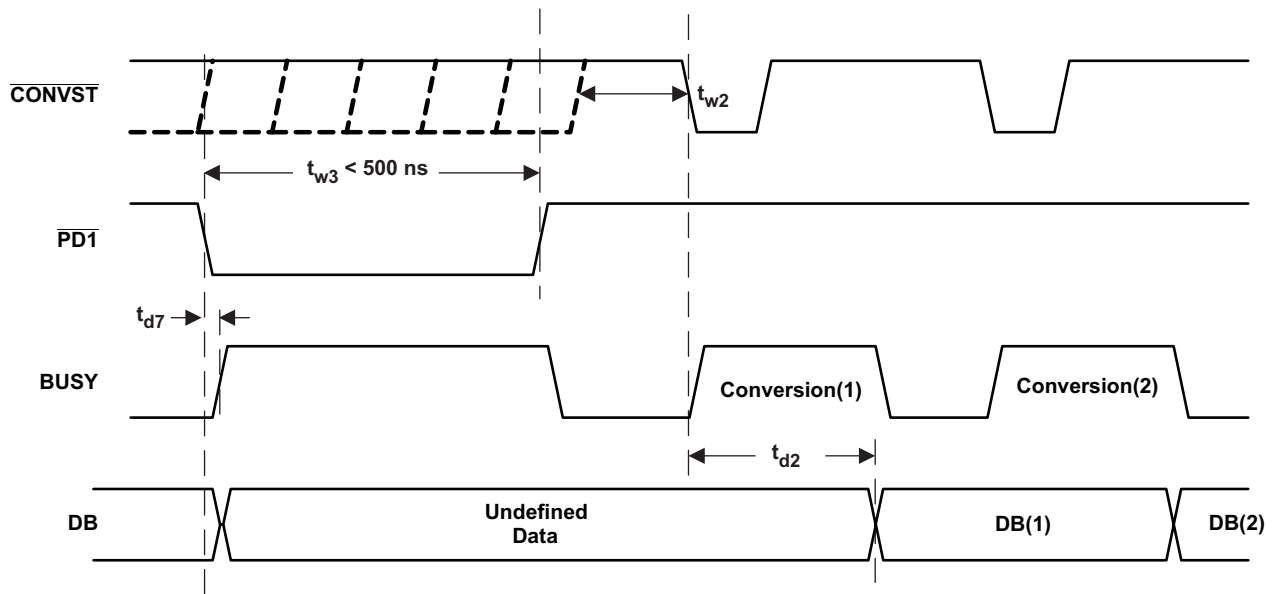 CONVST
t_w2
t_w3 < 500 ns
PD1
t_d7
BUSY
Conversion(1)
Conversion(2)
t_d2
DB
Undefined
Data
DB(1)
DB(2)